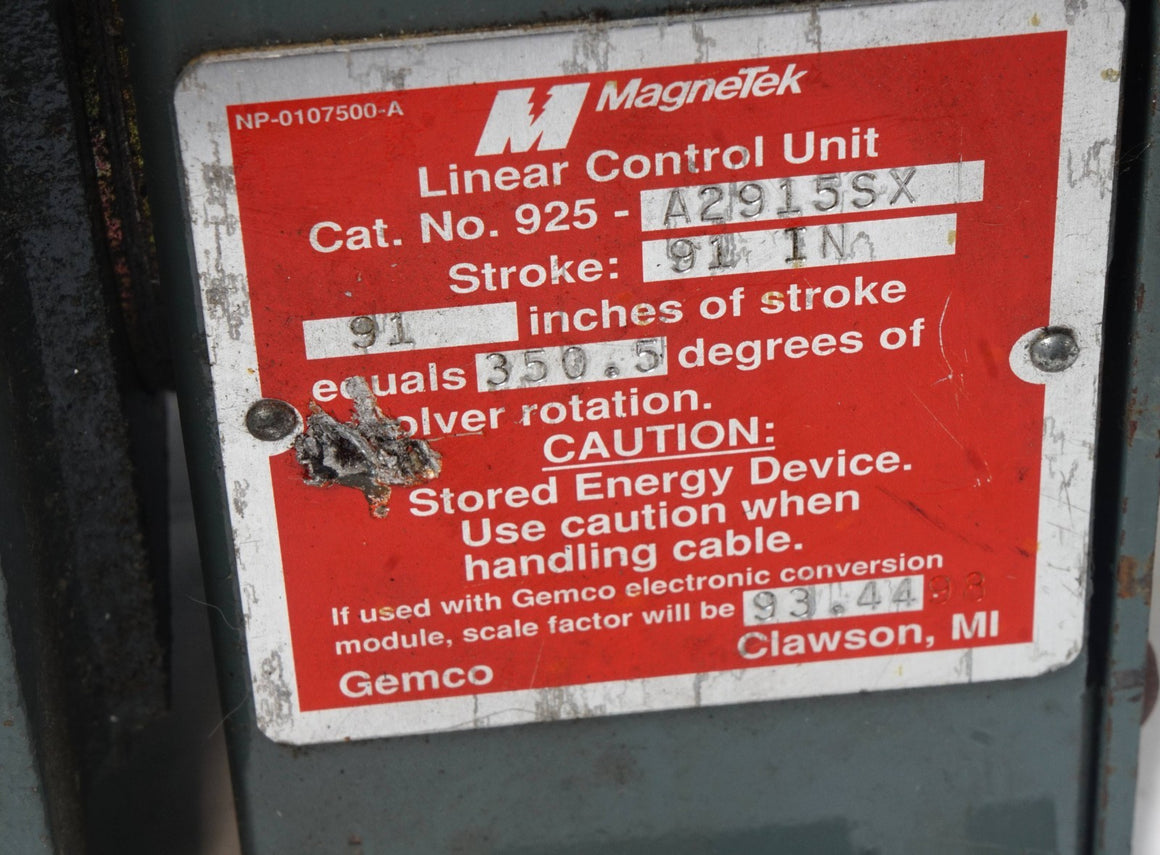 NP-0107500-A
MagneTek
Linear Control Unit
Cat. No. 925 - A2915SX
Stroke: 91 IN
91 inches of stroke
equals 350.5 degrees of
rotation.
CAUTION:
Stored Energy Device.
Use caution when
handling cable.
If used with Gemco electronic conversion
module, scale factor will be 93.4498
Gemco
Clawson, MI